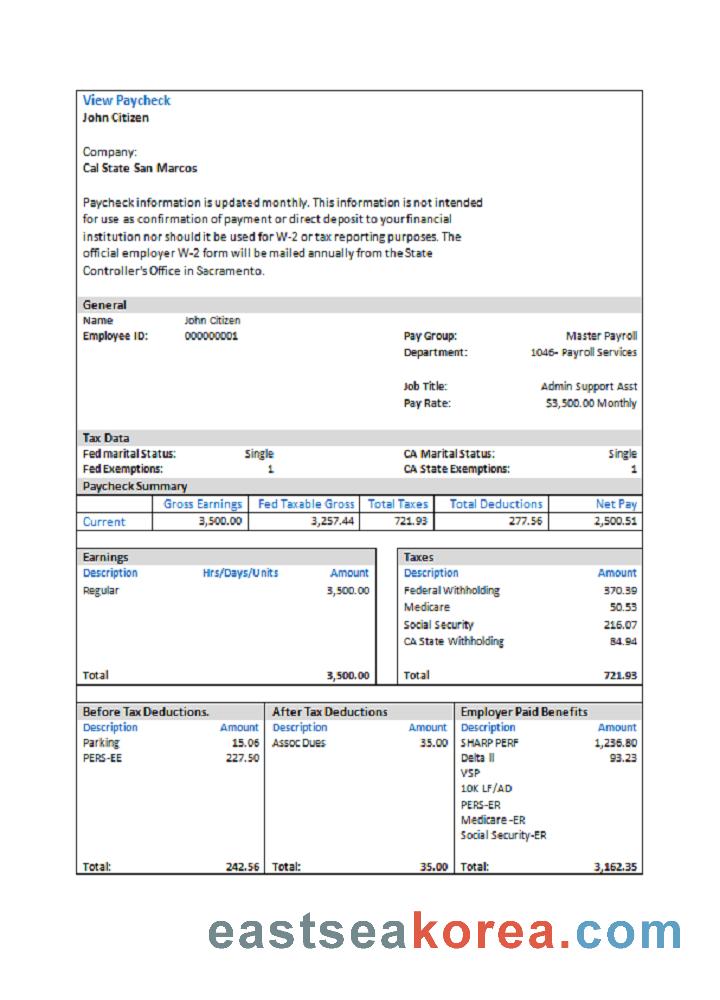 View Paycheck
John Citizen
Company:
Cal State San Marcos
Paycheck information is updated monthly. This information is not intended
for use as confirmation of payment or direct deposit to your financial
institution nor should it be used for W-2 or tax reporting purposes. The
official employer W-2 form will be mailed annually from the State
Controller's Office in Sacramento.
General
Name John Citizen
Employee ID: 000000001 Pay Group: Master Payroll
Department: 1046- Payroll Services
Job Title: Admin Support Asst
Pay Rate: $3,500.00 Monthly
Tax Data
Fed marital Status: Single CA Marital Status: Single
Fed Exemptions: 1 CA State Exemptions: 1
Paycheck Summary
Gross Earnings Fed Taxable Gross Total Taxes Total Deductions Net Pay
Current 3,500.00 3,257.44 721.93 277.56 2,500.51
Earnings
Description Hrs/Days/Units Amount
Regular 3,500.00
Total 3,500.00
Taxes
Description Amount
Federal Withholding 370.39
Medicare 50.53
Social Security 216.07
CA State Withholding 84.94
Total 721.93
Before Tax Deductions.
Description Amount
Parking 15.06
PERS-EE 227.50
Total: 242.56
After Tax Deductions
Description Amount
Assoc Dues 35.00
Total: 35.00
Employer Paid Benefits
Description Amount
SHARP PERF 1,236.80
Delta II 93.23
VSP
10K LF/AD
PERS-ER
Medicare -ER
Social Security-ER
Total: 3,162.35
eastseakorea.com